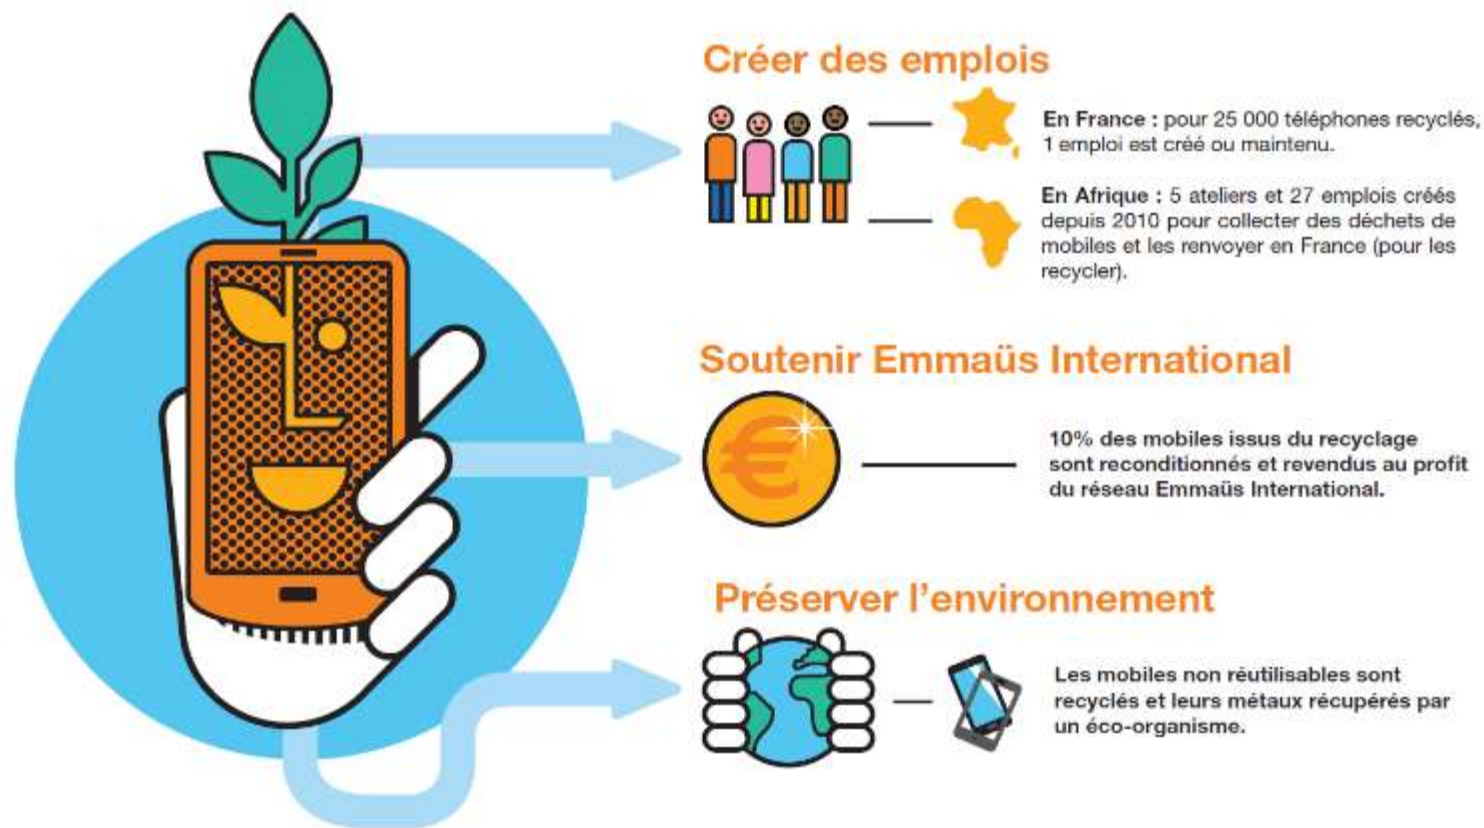 Créer des emplois
En France : pour 25 000 téléphones recyclés,
1 emploi est créé ou maintenu.
En Afrique : 5 ateliers et 27 emplois créés
depuis 2010 pour collecter des déchets de
mobiles et les renvoyer en France (pour les
recycler).
Soutenir Emmaüs International
€
10% des mobiles issus du recyclage
sont reconditionnés et revendus au profit
du réseau Emmaüs International.
Préserver l'environnement
Les mobiles non réutilisables sont
recyclés et leurs métaux récupérés par
un éco-organisme.